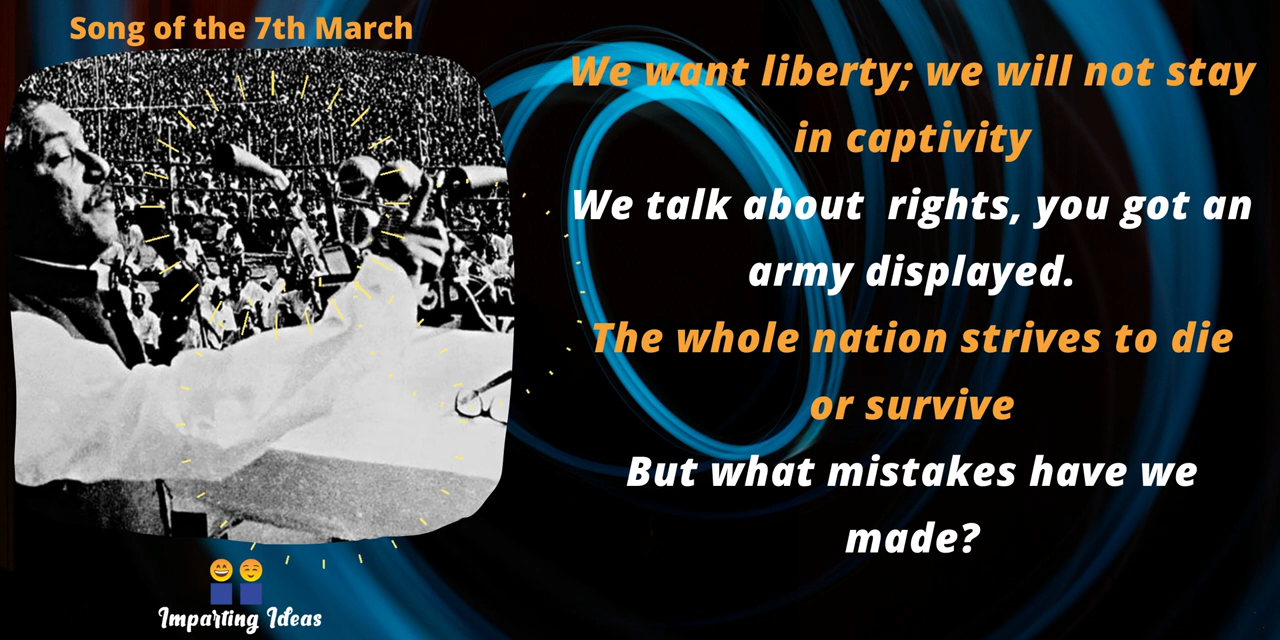 Song of the 7th March
We want liberty; we will not stay
in captivity
We talk about  rights, you got an
army displayed.
The whole nation strives to die
or survive
But what mistakes have we
made?
Imparting Ideas